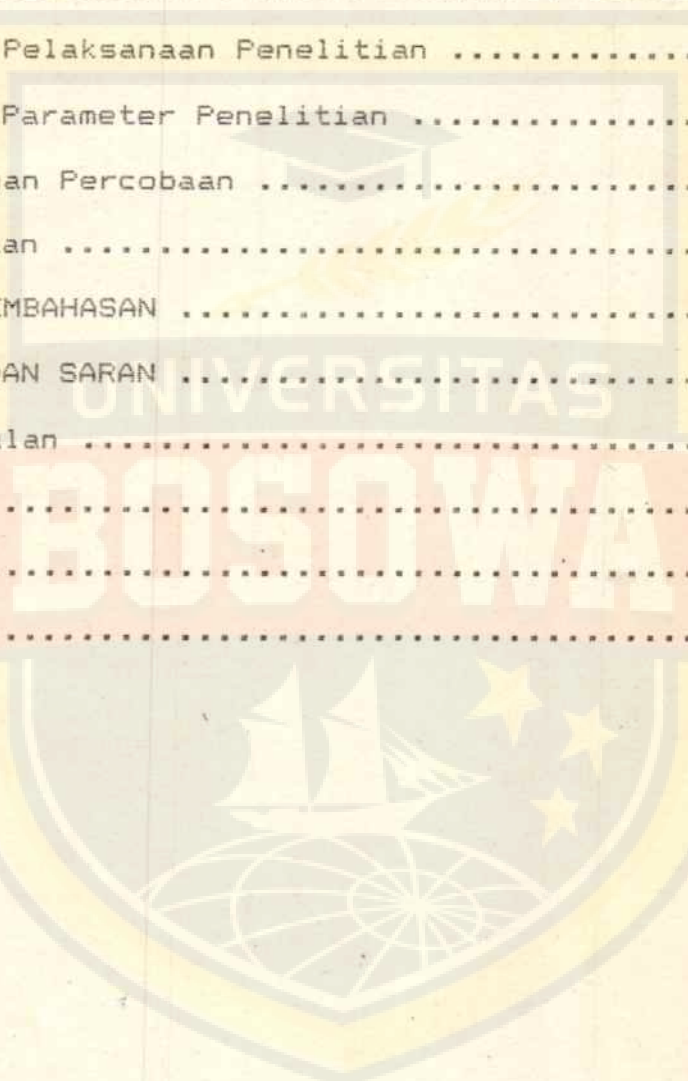 Pelaksanaan Penelitian ..............
Parameter Penelitian .................
an Percobaan ..........................
an ......................................
MBAHASAN ...............................
AN SARAN ...............................
UNIVERSITAS
lan .....................................
BOSOWA
..........................................
..........................................
..........................................